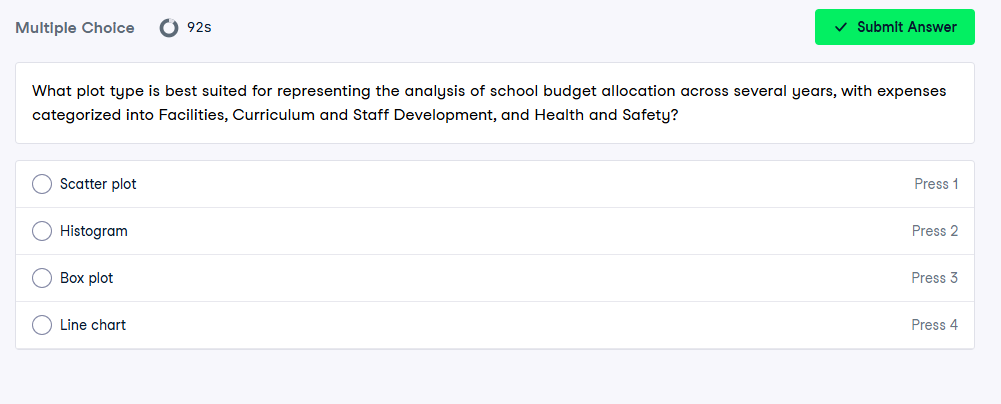 Multiple Choice
92s
Submit Answer
What plot type is best suited for representing the analysis of school budget allocation across several years, with expenses
categorized into Facilities, Curriculum and Staff Development, and Health and Safety?
Scatter plot Press 1
Histogram Press 2
Box plot Press 3
Line chart Press 4